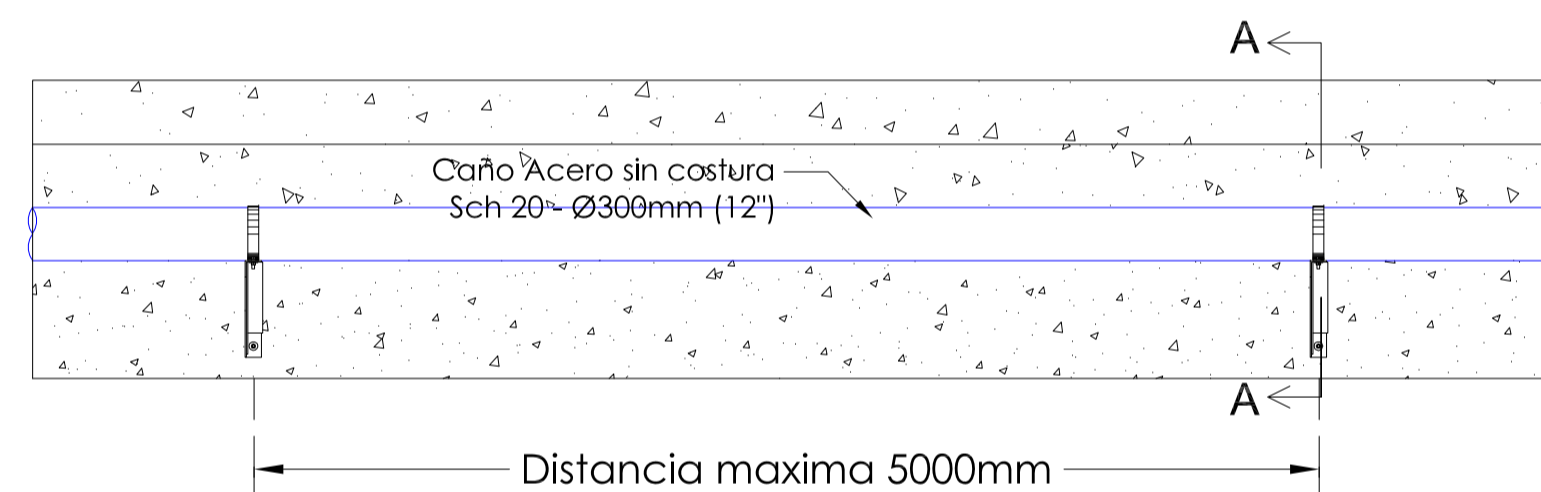 A
Caño Acero sin costura
Sch 20 - Ø300mm (12")
A
Distancia maxima 5000mm